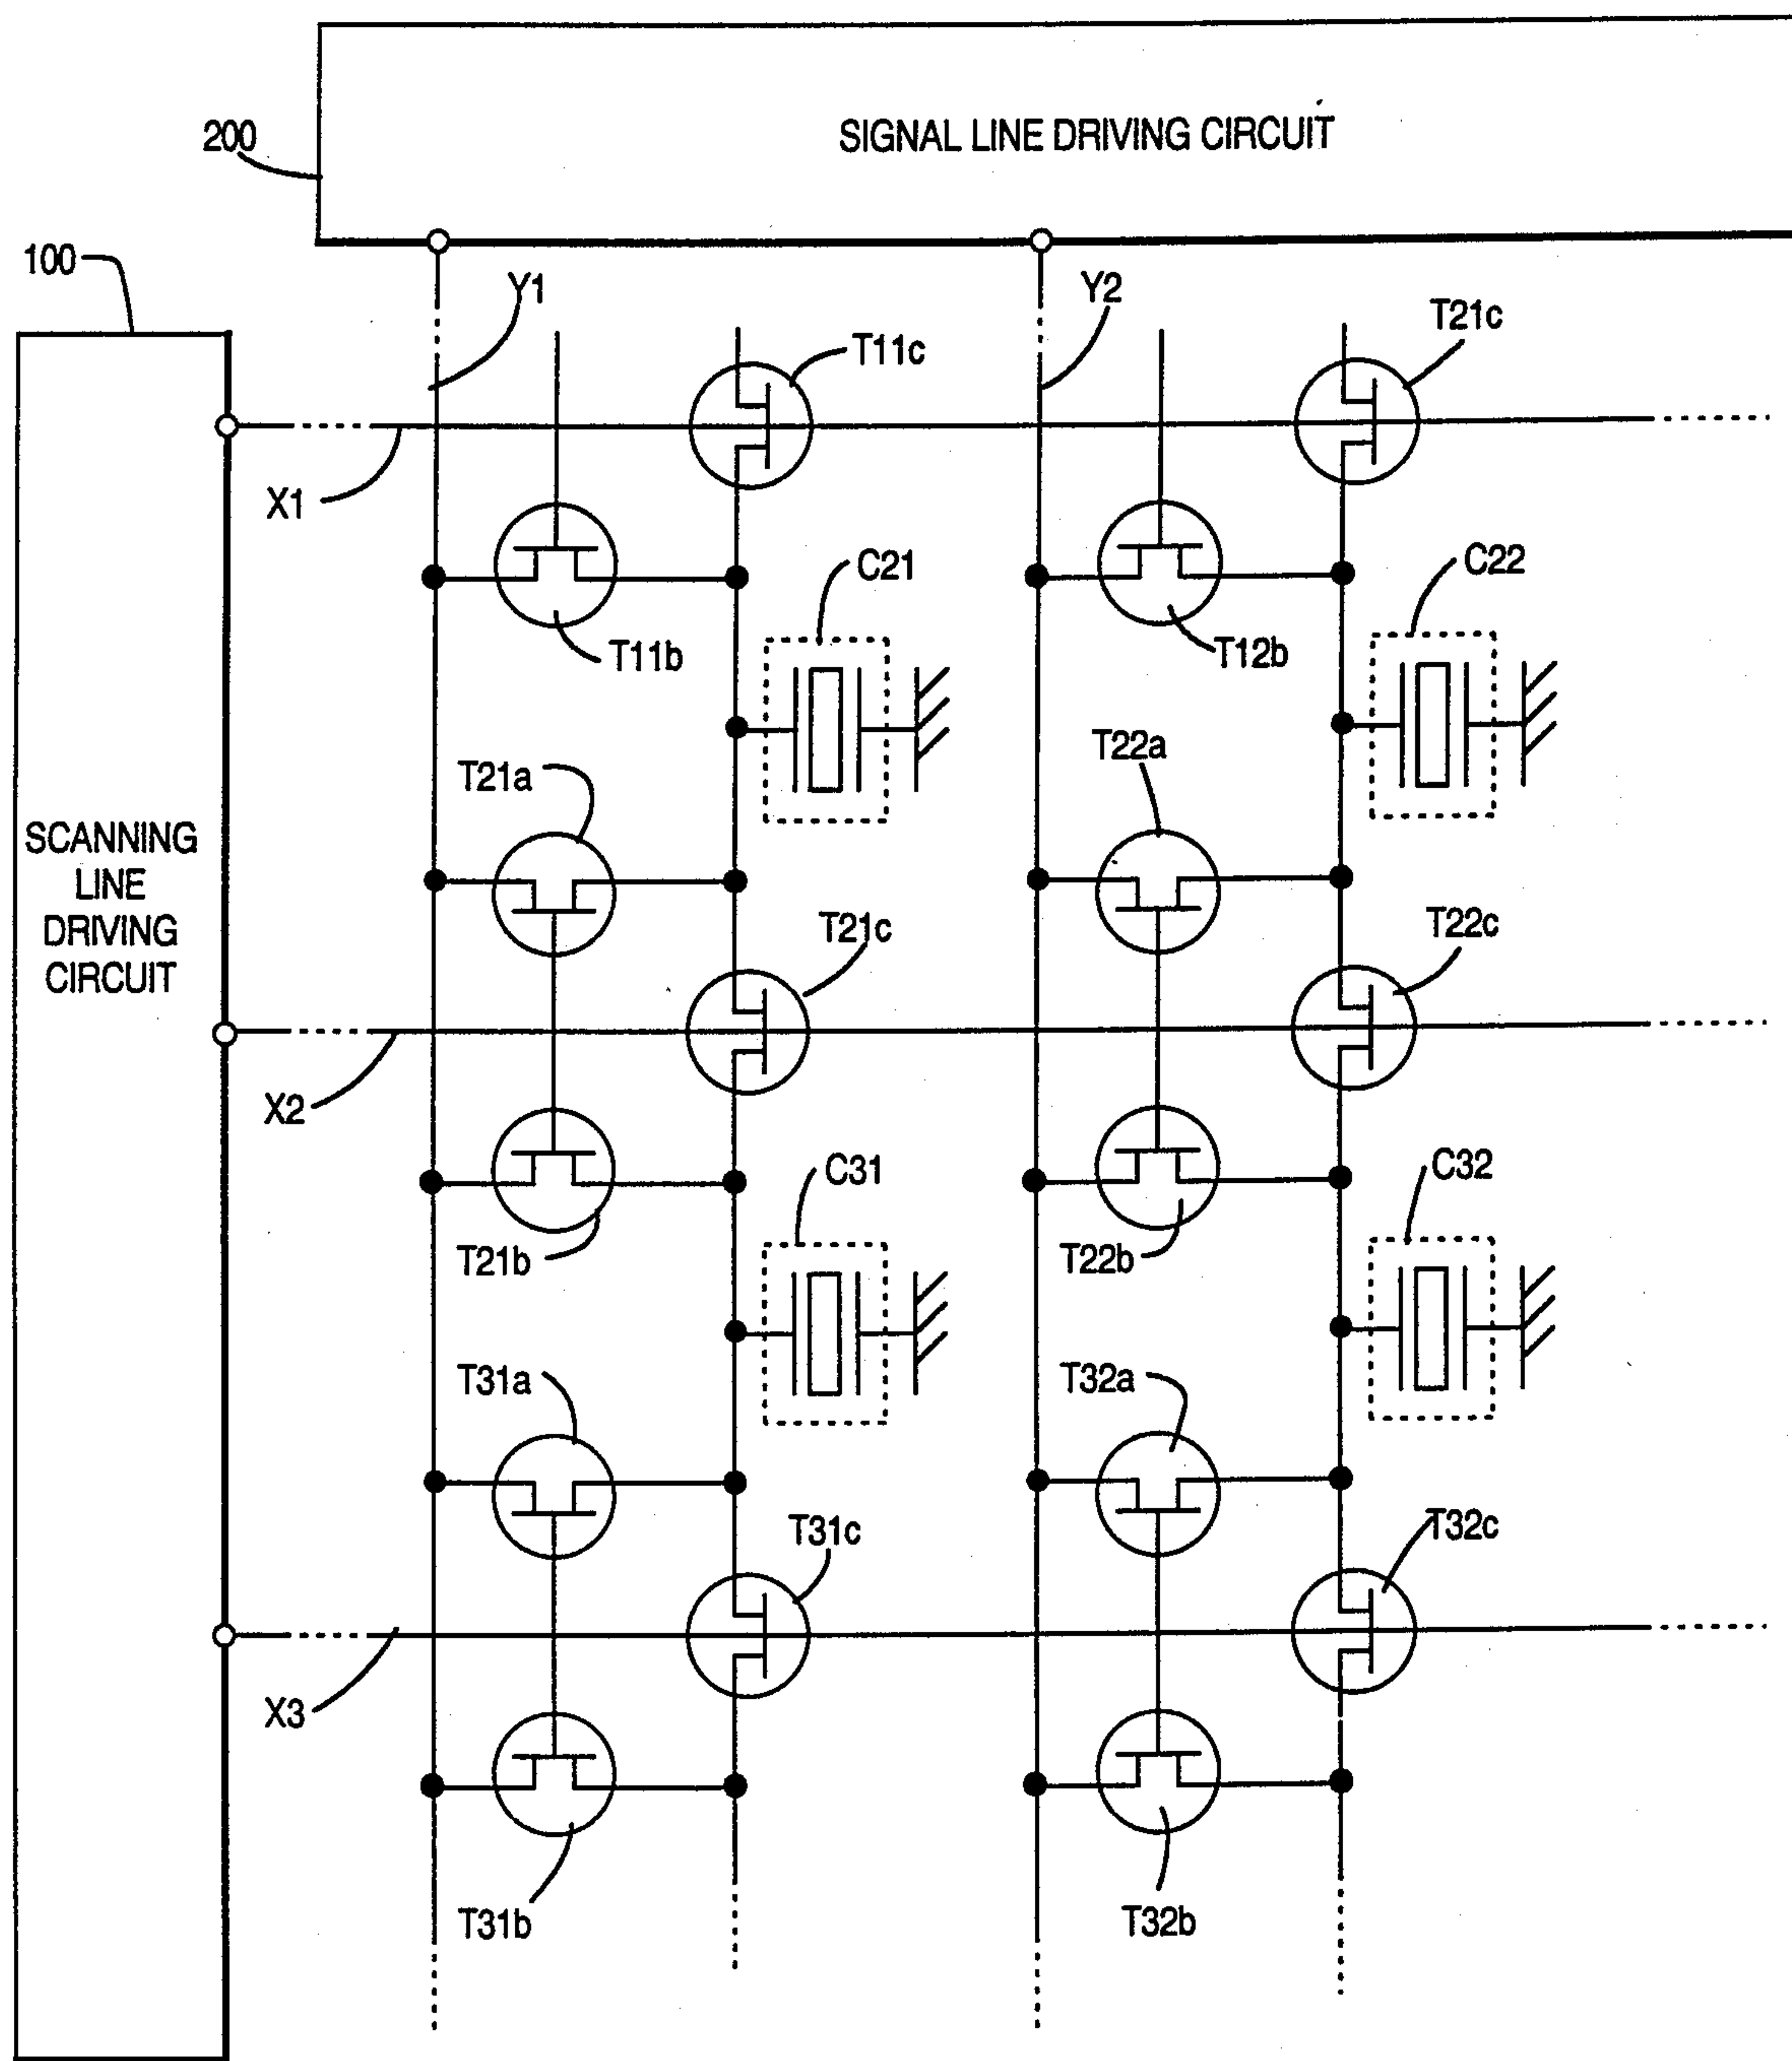 SIGNAL LINE DRIVING CIRCUIT
200
100
Y1
Y2
T21c
T11c
X1
C21
C22
T11b
T12b
T21a
T22a
SCANNING
LINE
DRIVING
CIRCUIT
T21c
T22c
X2
C31
C32
T21b
T22b
T31a
T32a
T31c
T32c
X3
T31b
T32b